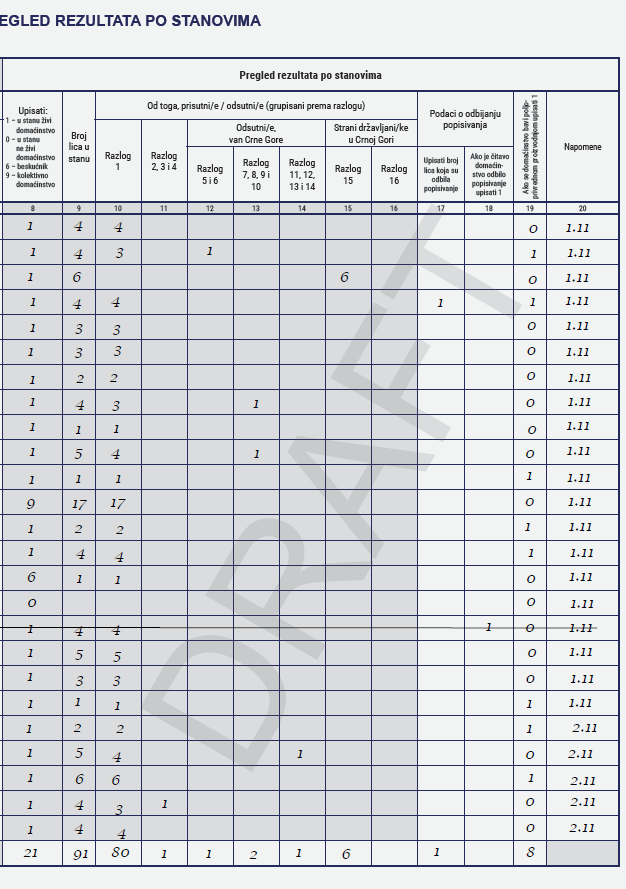 EGLED REZULTATA PO STANOVIMA
Pregled rezultata po stanovima
Upisati:
1 – u stanu živi
domaćinstvo
0 – u stanu
ne živi
domaćinstvo
6 – beskućnik
9 – kolektivno
domaćinstvo
Broj
lica u
stanu
Od toga, prisutni/e / odsutni/e (grupisani prema razlogu)
Razlog
1
Razlog
2, 3 i 4
Odsutni/e,
van Crne Gore
Razlog
5 i 6
Razlog
7, 8, 9 i
10
Razlog
11, 12,
13 i 14
Strani državljani/ke
u Crnoj Gori
Razlog
15
Razlog
16
Podaci o odbijanju
popisivanja
Upisati broj
lica koja su
odbila
popisivanje
Ako je čitavo
domaćin-
stvo odbilo
popisivanje
upisati 1
Ako se domaćinstvo bavi poljo-
privrednom proizvodnjom upisati 1
Napomene
8 9 10 11 12 13 14 15 16 17 18 19 20
1 4 4 0 1.11
1 4 3 1 1 1.11
1 6 6 0 1.11
1 4 4 1 1 1.11
1 3 3 0 1.11
1 3 3 0 1.11
1 2 2 0 1.11
1 4 3 1 0 1.11
1 1 1 0 1.11
1 5 4 1 0 1.11
1 1 1 1 1.11
9 17 17 0 1.11
1 2 2 1 1.11
1 4 4 1 1.11
6 1 1 0 1.11
0 0 1.11
1 4 4 1 0 1.11
1 5 5 0 1.11
1 3 3 0 1.11
1 1 1 1 1.11
1 2 2 1 2.11
1 5 4 1 0 2.11
1 6 6 1 2.11
1 4 3 1 0 2.11
1 4 4 0 2.11
21 91 80 1 1 2 1 6 1 8
DRAFT